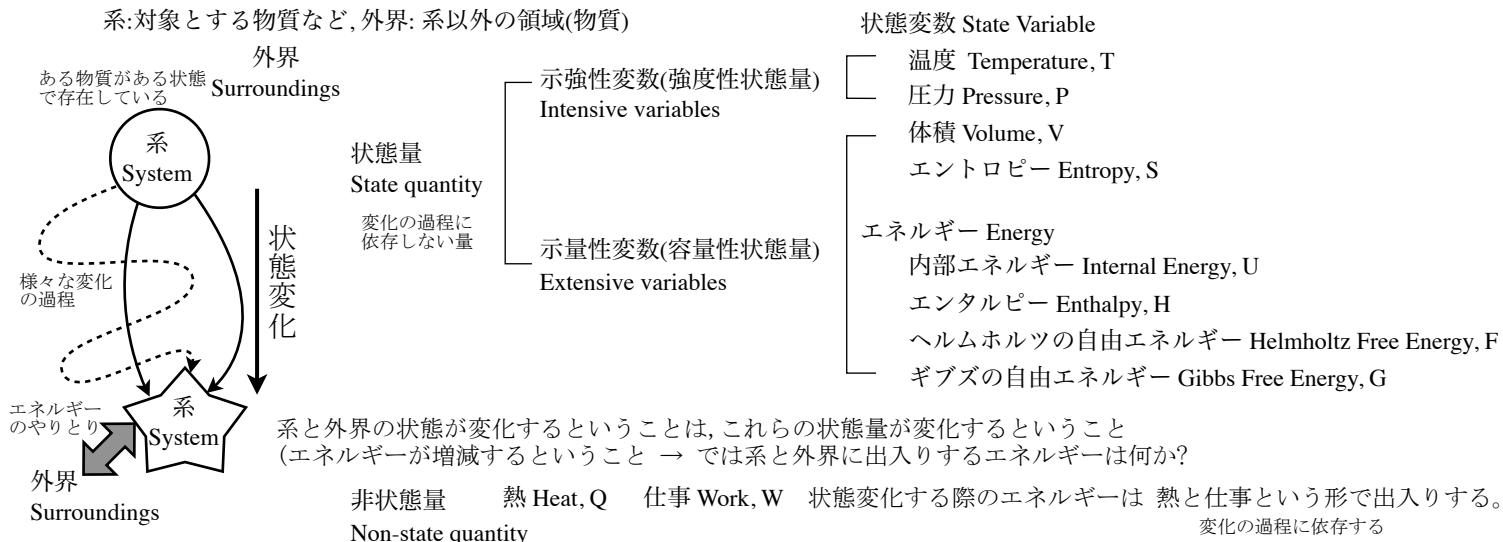 系:対象とする物質など, 外界: 系以外の領域(物質)
外界
Surroundings
ある物質がある状態
で存在している
系
System
様々な変化
の過程
状態変化
エネルギー
のやりとり
系
System
外界
Surroundings
状態量
State quantity
変化の過程に
依存しない量
示強性変数(強度性状態量)
Intensive variables
示量性変数(容量性状態量)
Extensive variables
状態変数 State Variable
温度 Temperature, T
圧力 Pressure, P
体積 Volume, V
エントロピー Entropy, S
エネルギー Energy
内部エネルギー Internal Energy, U
エンタルピー Enthalpy, H
ヘルムホルツの自由エネルギー Helmholtz Free Energy, F
ギブズの自由エネルギー Gibbs Free Energy, G
系と外界の状態が変化するということは, これらの状態量が変化するということ
(エネルギーが増減するということ → では系と外界に出入りするエネルギーは何か?
非状態量 熱 Heat, Q 仕事 Work, W 状態変化する際のエネルギーは 熱と仕事という形で出入りする。
Non-state quantity
変化の過程に依存する